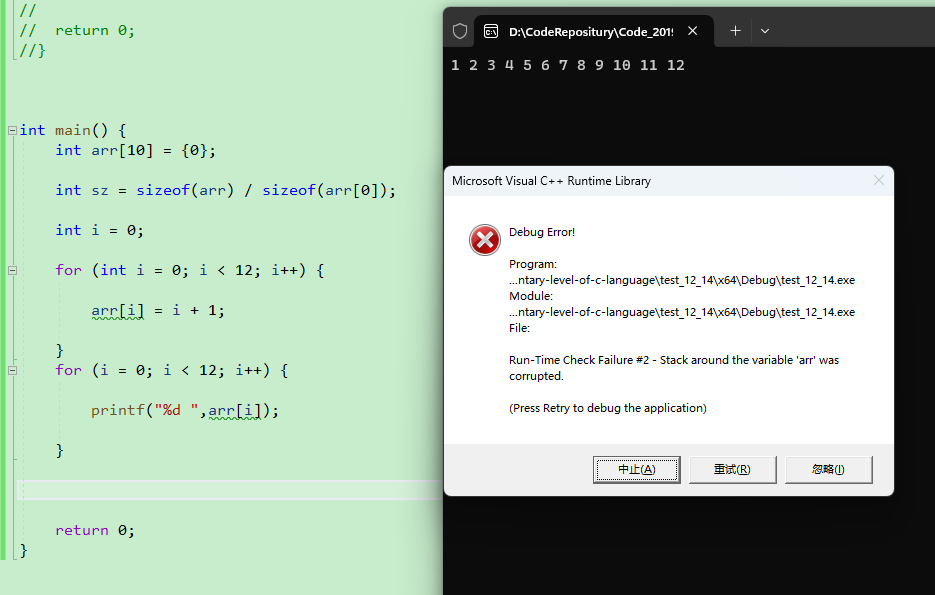 //
//  return 0;
//}
int main() {
int arr[10] = {0};
int sz = sizeof(arr) / sizeof(arr[0]);
int i = 0;
for (int i = 0; i < 12; i++) {
arr[i] = i + 1;
}
for (i = 0; i < 12; i++) {
printf("%d ",arr[i]);
}
return 0;
}
D:\CodeRepositury\Code_2019
1 2 3 4 5 6 7 8 9 10 11 12
Microsoft Visual C++ Runtime Library
Debug Error!
Program:
...ntary-level-of-c-language\test_12_14\x64\Debug\test_12_14.exe
Module:
...ntary-level-of-c-language\test_12_14\x64\Debug\test_12_14.exe
File:
Run-Time Check Failure #2 - Stack around the variable 'arr' was
corrupted.
(Press Retry to debug the application)
中止(A)
重试(R)
忽略(I)